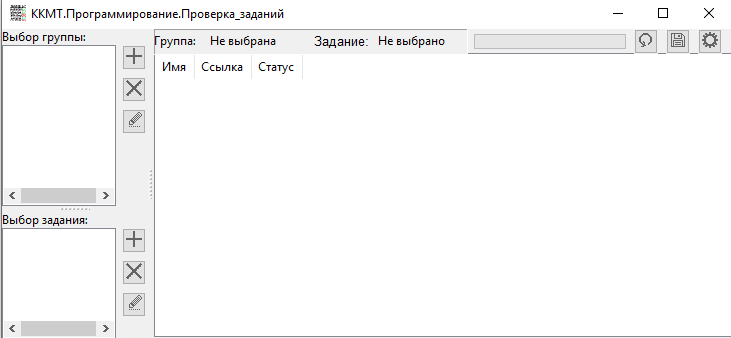 ККМТ.Программирование.Проверка_заданий
Выбор группы:
Группа: Не выбрана Задание: Не выбрано
Имя Ссылка Статус
Выбор задания: